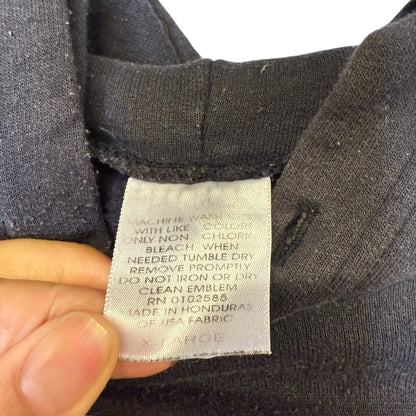 MACHINE WASH
WITH LIKE COLORS
ONLY NON CHLORINE
BLEACH WHEN
NEEDED TUMBLE DRY
REMOVE PROMPTLY
DO NOT IRON OR DRY
CLEAN EMBLEM
RN 0102585
MADE IN HONDURAS
OF USA FABRIC
X LARGE